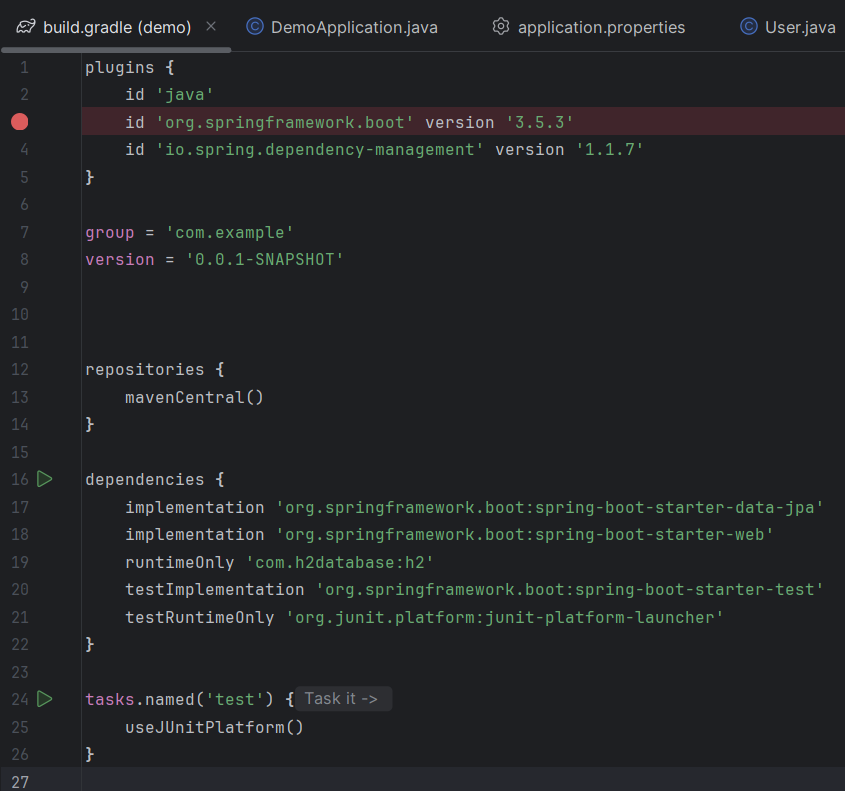 build.gradle (demo) DemoApplication.java application.properties User.java
1 plugins {
2 id 'java'
id 'org.springframework.boot' version '3.5.3'
4 id 'io.spring.dependency-management' version '1.1.7'
5 }
6
7 group = 'com.example'
8 version = '0.0.1-SNAPSHOT'
9
10
11
12 repositories {
13 mavenCentral()
14 }
15
16 dependencies {
17 implementation 'org.springframework.boot:spring-boot-starter-data-jpa'
18 implementation 'org.springframework.boot:spring-boot-starter-web'
19 runtimeOnly 'com.h2database:h2'
20 testImplementation 'org.springframework.boot:spring-boot-starter-test'
21 testRuntimeOnly 'org.junit.platform:junit-platform-launcher'
22 }
23
24 tasks.named('test') { Task it ->
25 useJUnitPlatform()
26 }
27